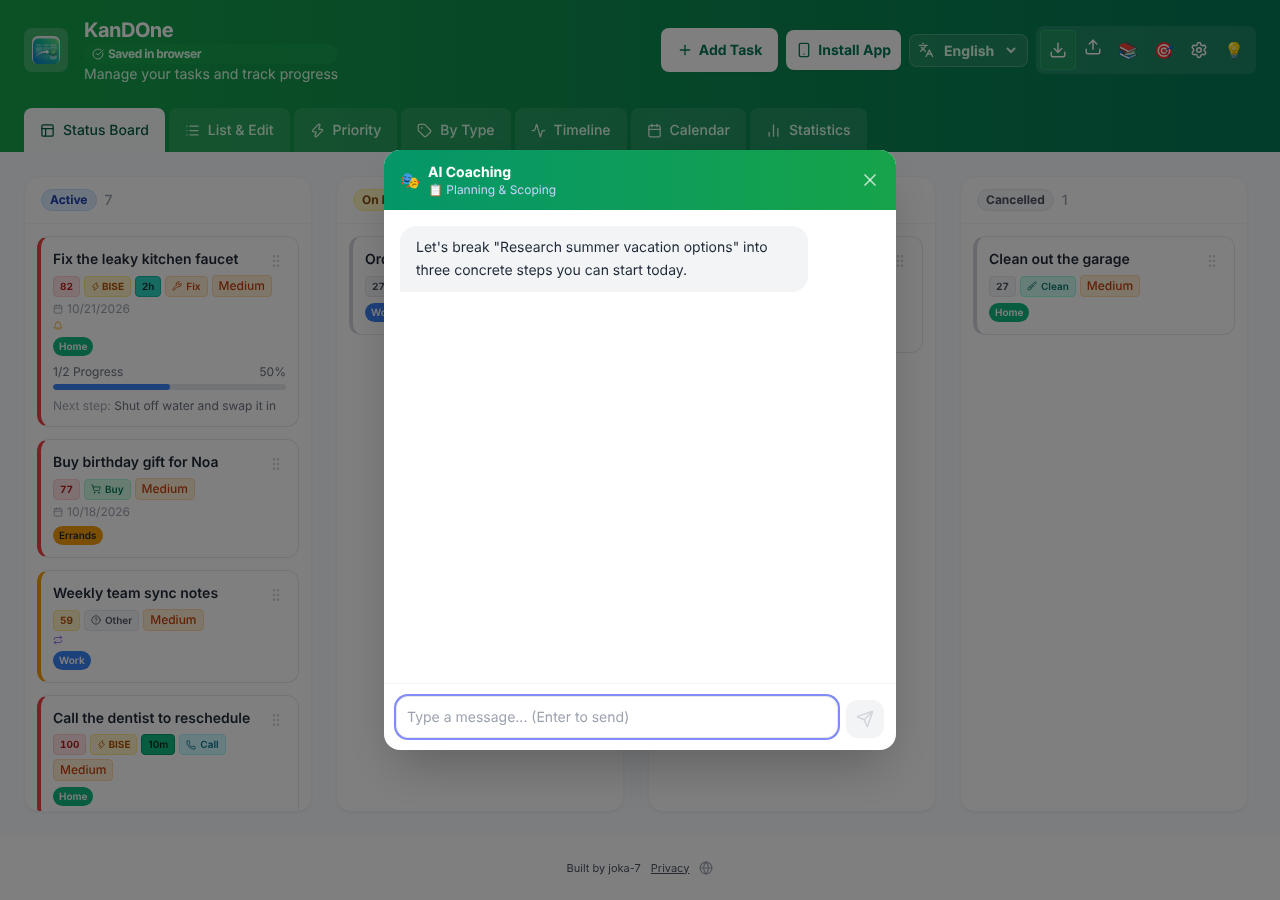 KanDOne
Saved in browser
Manage your tasks and track progress
Add Task
Install App
English
Status Board
List & Edit
Priority
By Type
Timeline
Calendar
Statistics
AI Coaching
Planning & Scoping
Let's break "Research summer vacation options" into
three concrete steps you can start today.
Type a message... (Enter to send)
Active 7
Fix the leaky kitchen faucet
82 BISE 2h Fix Medium
10/21/2026
Home
1/2 Progress 50%
Next step: Shut off water and swap it in
Buy birthday gift for Noa
77 Buy Medium
10/18/2026
Errands
Weekly team sync notes
59 Other Medium
Work
Call the dentist to reschedule
100 BISE 10m Call
Medium
Home
On
27
Cancelled 1
Clean out the garage
27 Clean Medium
Home
Built by joka-7 Privacy